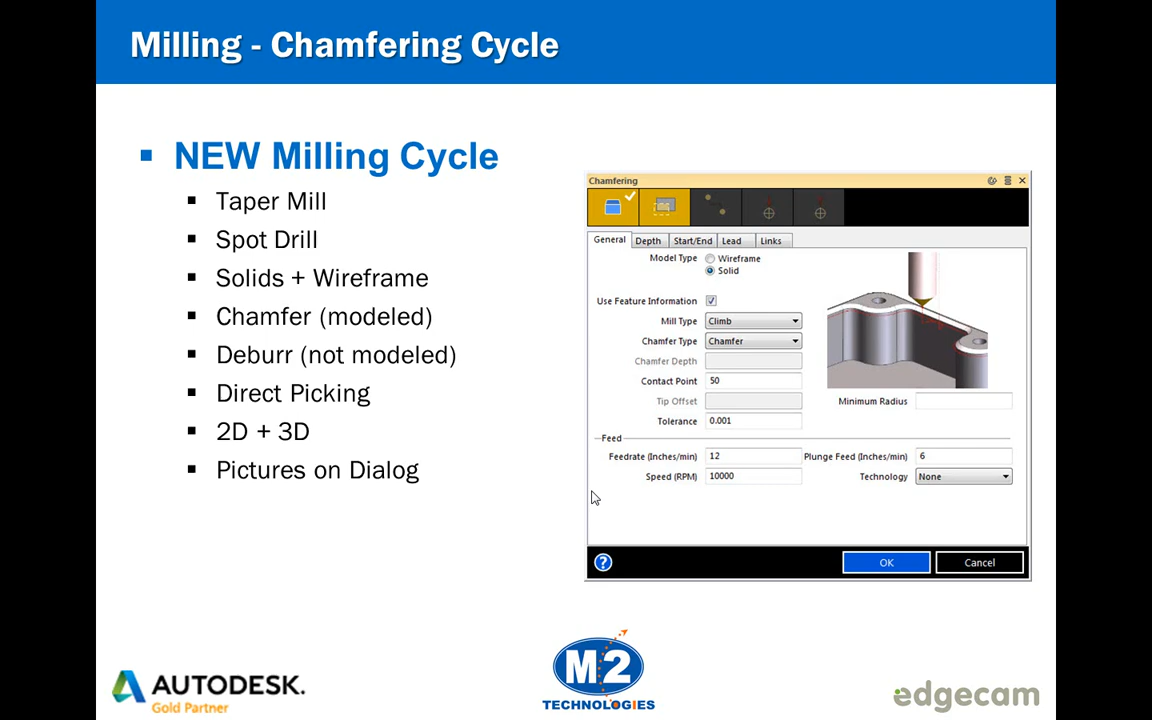 Milling - Chamfering Cycle
NEW Milling Cycle
Taper Mill
Spot Drill
Solids + Wireframe
Chamfer (modeled)
Deburr (not modeled)
Direct Picking
2D + 3D
Pictures on Dialog
Chamfering
General Depth Start/End Lead Links
Model Type Wireframe
Solid
Use Feature Information
Mill Type Climb
Chamfer Type Chamfer
Chamfer Depth
Contact Point 50
Tip Offset Minimum Radius
Tolerance 0.001
Feed
Feedrate (Inches/min) 12 Plunge Feed (Inches/min) 6
Speed (RPM) 10000 Technology None
? OK Cancel
AUTODESK.
Gold Partner
M2
TECHNOLOGIES
edgecam